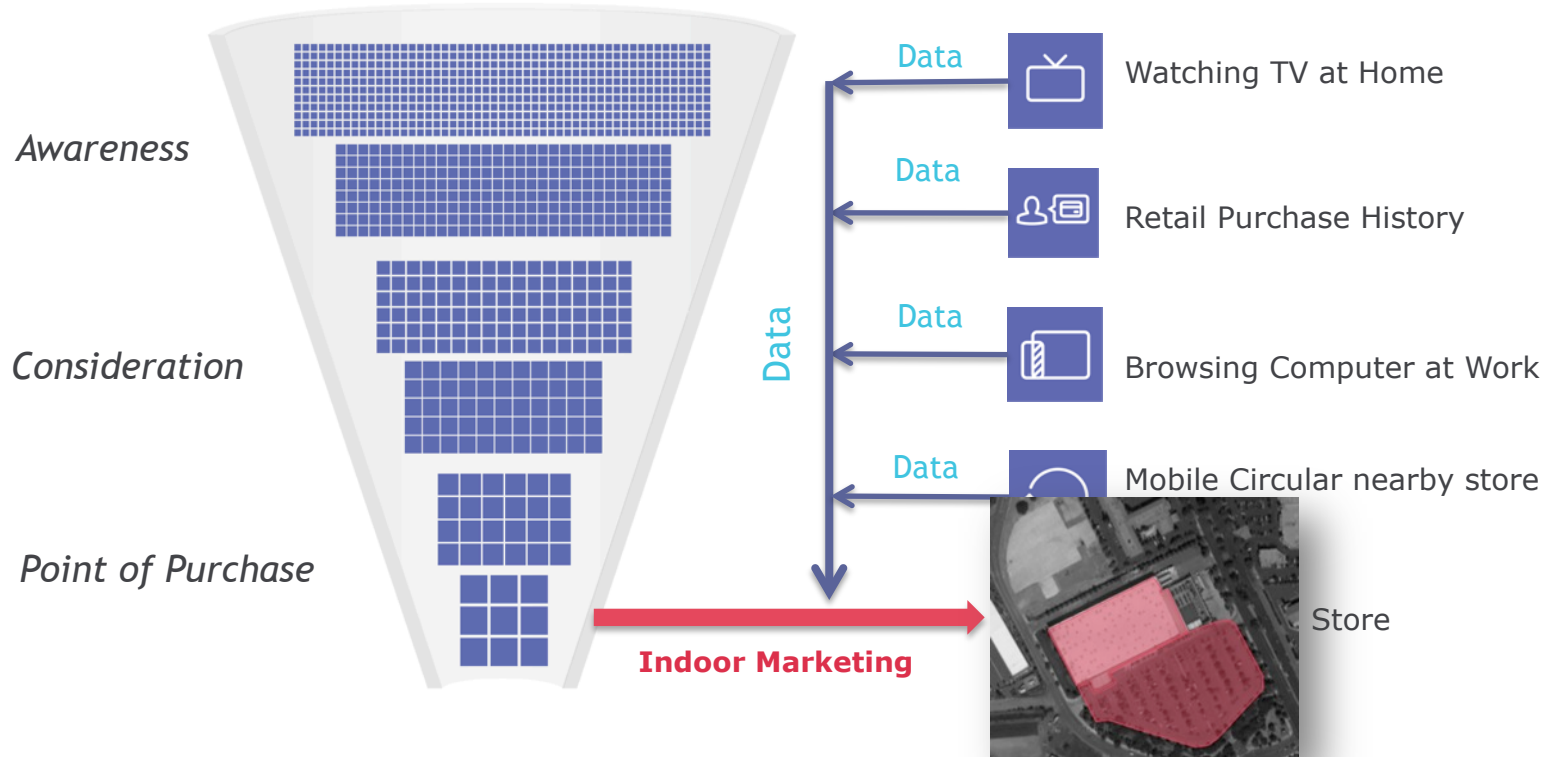 Awareness
Consideration
Point of Purchase
Data
Watching TV at Home
Data
Retail Purchase History
Data
Browsing Computer at Work
Data
Mobile Circular nearby store
Data
Indoor Marketing
Store